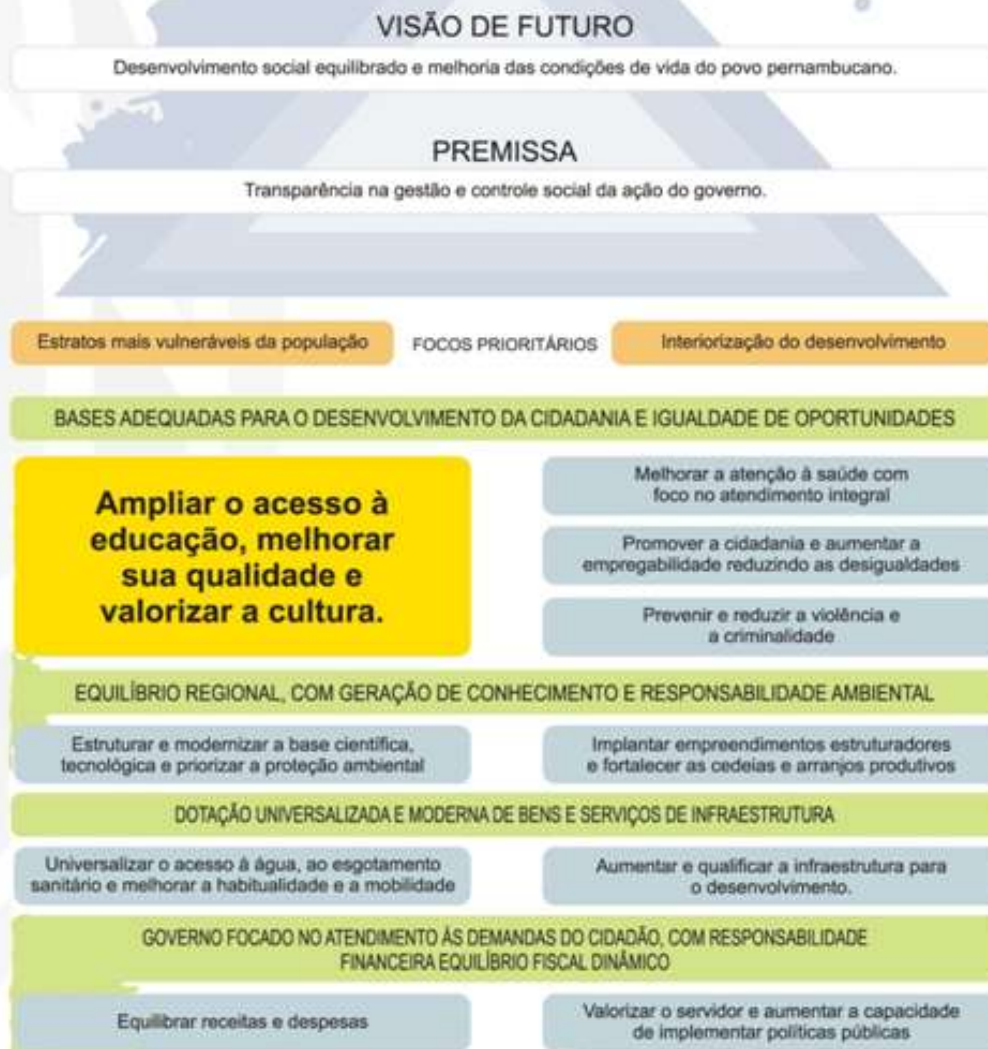 VISÃO DE FUTURO
Desenvolvimento social equilibrado e melhoria das condições de vida do povo pernambucano.
PREMISSA
Transparência na gestão e controle social da ação do governo.
Estratos mais vulneráveis da população
FOCOS PRIORITÁRIOS
Interiorização do desenvolvimento
BASES ADEQUADAS PARA O DESENVOLVIMENTO DA CIDADANIA E IGUALDADE DE OPORTUNIDADES
Ampliar o acesso à
educação, melhorar
sua qualidade e
valorizar a cultura.
Melhorar a atenção à saúde com
foco no atendimento integral
Promover a cidadania e aumentar a
empregabilidade reduzindo as desigualdades
Prevenir e reduzir a violência e
a criminalidade
EQUILÍBRIO REGIONAL, COM GERAÇÃO DE CONHECIMENTO E RESPONSABILIDADE AMBIENTAL
Estruturar e modernizar a base científica,
tecnológica e priorizar a proteção ambiental
Implantar empreendimentos estruturadores
e fortalecer as cedeias e arranjos produtivos
DOTAÇÃO UNIVERSALIZADA E MODERNA DE BENS E SERVIÇOS DE INFRAESTRUTURA
Universalizar o acesso à água, ao esgotamento
sanitário e melhorar a habitualidade e a mobilidade
Aumentar e qualificar a infraestrutura para
o desenvolvimento.
GOVERNO FOCADO NO ATENDIMENTO ÀS DEMANDAS DO CIDADÃO, COM RESPONSABILIDADE
FINANCEIRA EQUILÍBRIO FISCAL DINÂMICO
Equilibrar receitas e despesas
Valorizar o servidor e aumentar a capacidade
de implementar políticas públicas